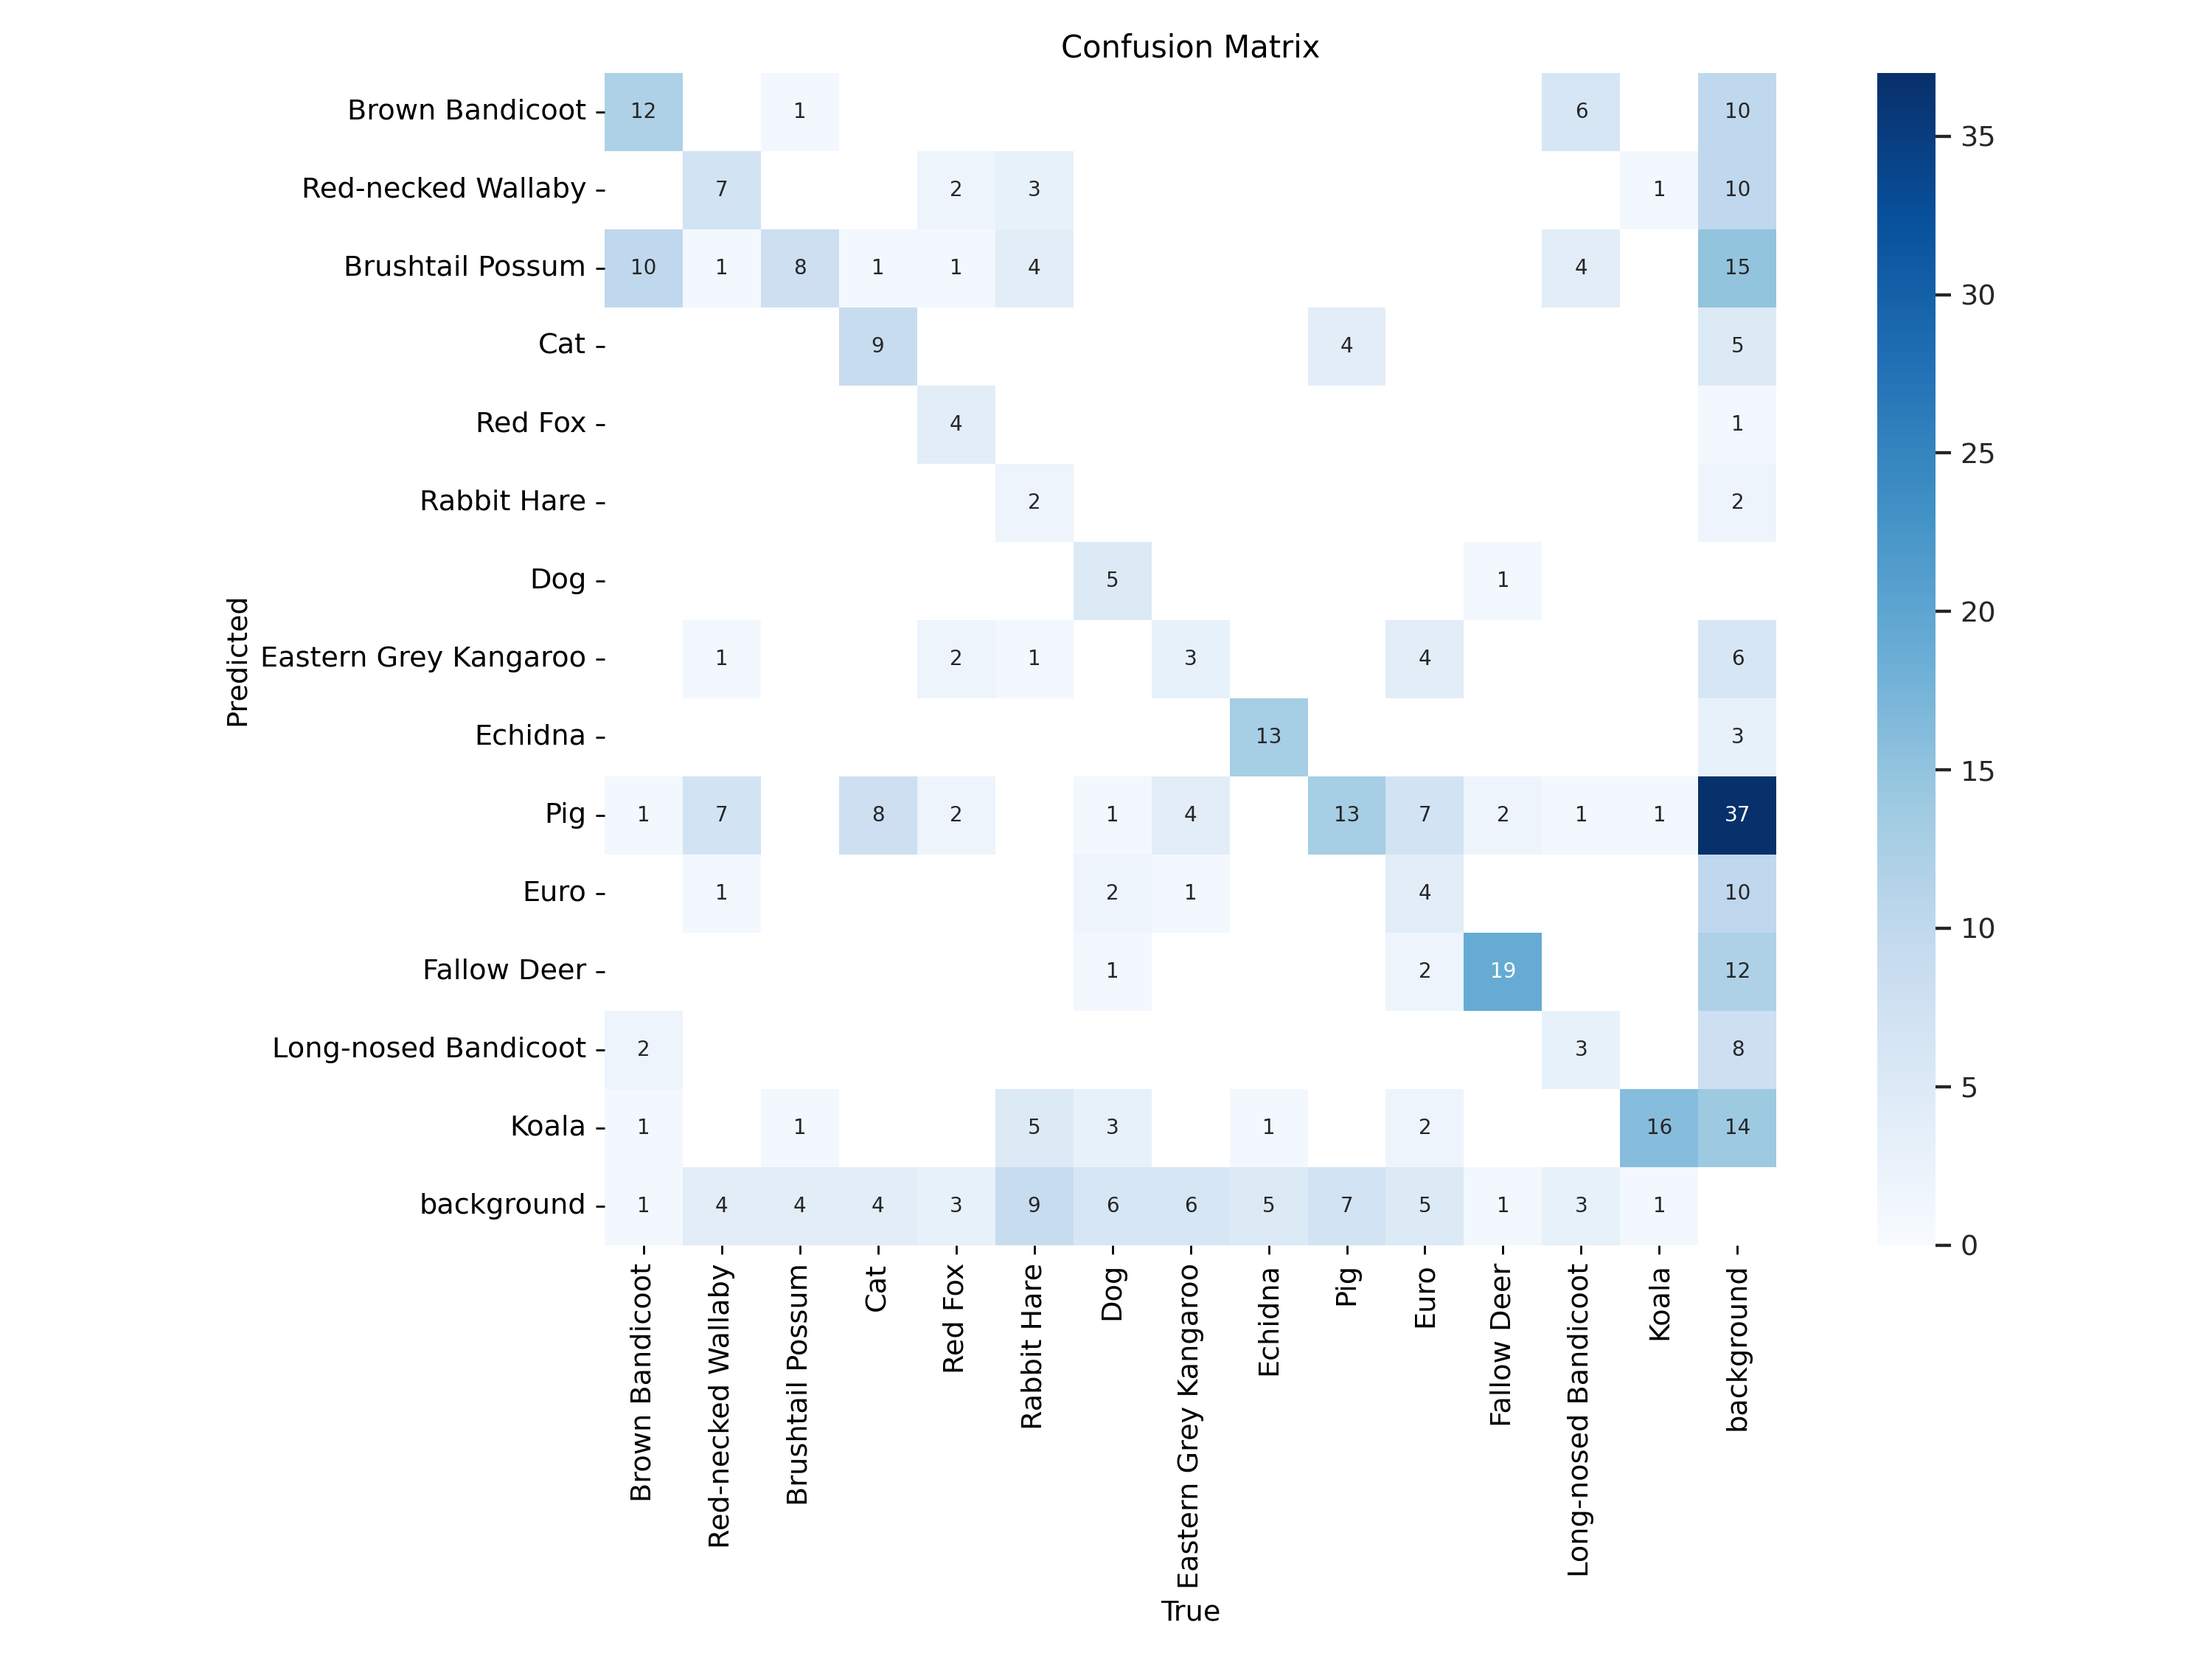 Confusion Matrix
Brown Bandicoot 12 1 6 10
Red-necked Wallaby 7 2 3 1 10
Brushtail Possum 10 1 8 1 1 4 4 15
Cat 9 4 5
Red Fox 4 1
Rabbit Hare 2 2
Dog 5 1
Eastern Grey Kangaroo 1 2 1 3 4 6
Echidna 13 3
Pig 1 7 8 2 1 4 13 7 2 1 1 37
Euro 1 2 1 4 10
Fallow Deer 1 2 19 12
Long-nosed Bandicoot 2 3 8
Koala 1 1 5 3 1 2 16 14
background 1 4 4 4 3 9 6 6 5 7 5 1 3 1
Predicted
Brown Bandicoot
Red-necked Wallaby
Brushtail Possum
Cat
Red Fox
Rabbit Hare
Dog
Eastern Grey Kangaroo
Echidna
Pig
Euro
Fallow Deer
Long-nosed Bandicoot
Koala
background
True
35
30
25
20
15
10
5
0